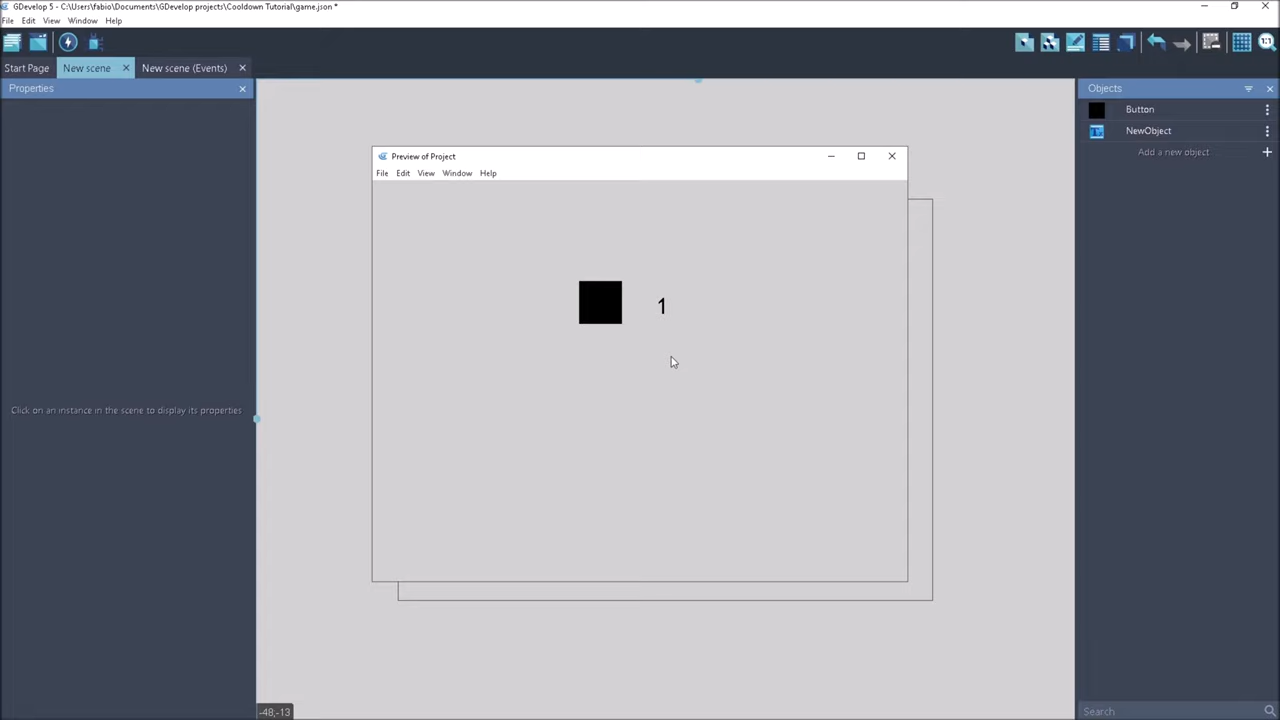 GDevelop 5 - C:\Users\fabio\Documents\GDevelop projects\Cooldown Tutorial\game.json *
File Edit View Window Help
1:1
Start Page New scene New scene (Events)
Properties
Objects
Button
NewObject
Add a new object
Preview of Project
File Edit View Window Help
1
Click on an instance in the scene to display its properties
-48;-13
Search